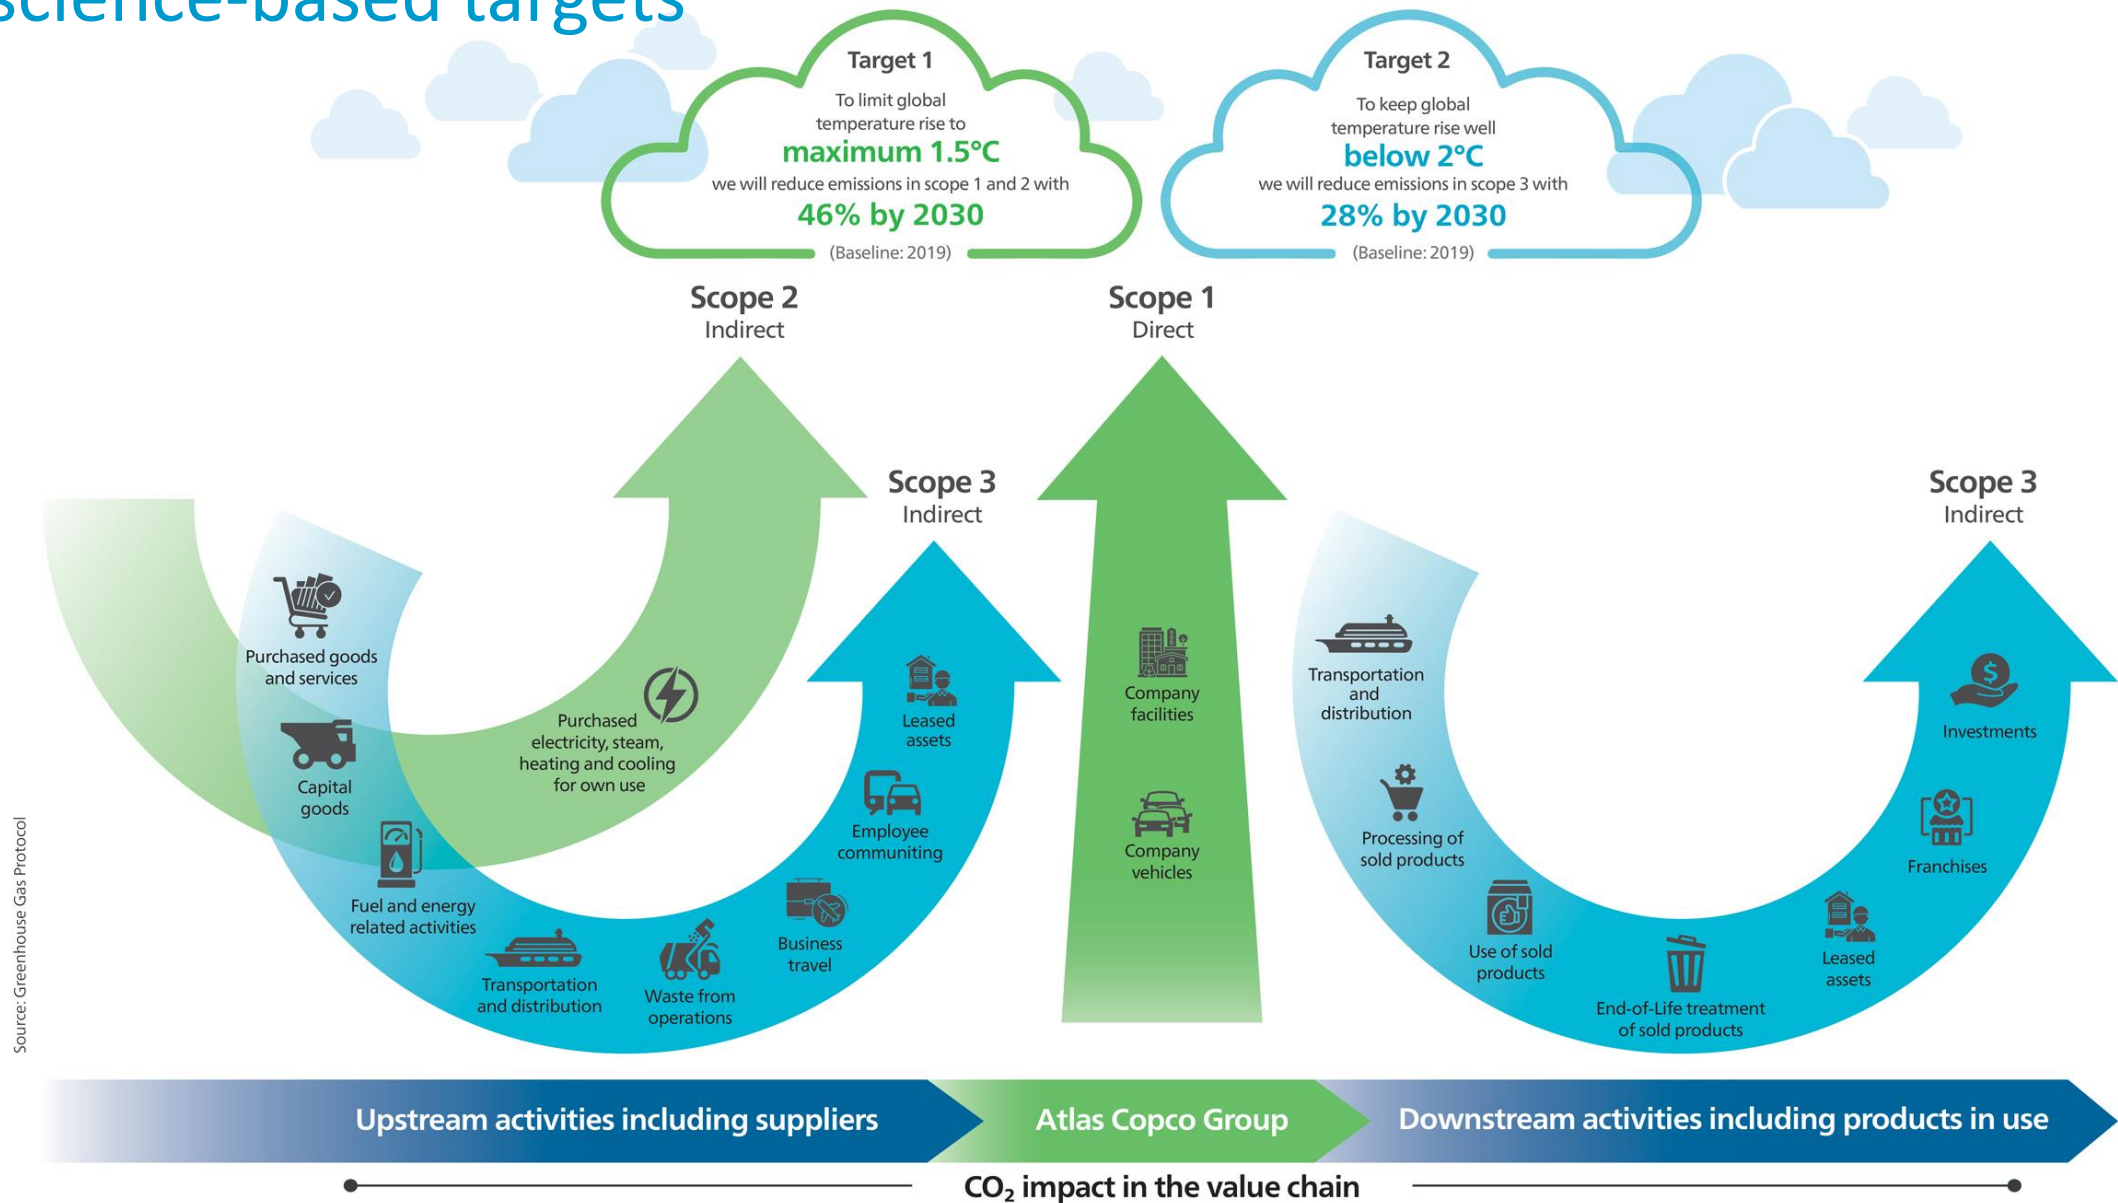 science-based targets
Target 1
To limit global
temperature rise to
maximum 1.5°C
we will reduce emissions in scope 1 and 2 with
46% by 2030
(Baseline: 2019)
Target 2
To keep global
temperature rise well
below 2°C
we will reduce emissions in scope 3 with
28% by 2030
(Baseline: 2019)
Scope 2
Indirect
Scope 1
Direct
Scope 3
Indirect
Scope 3
Indirect
Purchased goods
and services
Capital
goods
Fuel and energy
related activities
Transportation
and distribution
Waste from
operations
Business
travel
Employee
communiting
Leased
assets
Purchased
electricity, steam,
heating and cooling
for own use
Company
facilities
Company
vehicles
Transportation
and
distribution
Processing of
sold products
Use of sold
products
End-of-Life treatment
of sold products
Leased
assets
Franchises
$
Investments
Source: Greenhouse Gas Protocol
Upstream activities including suppliers
Atlas Copco Group
Downstream activities including products in use
CO₂ impact in the value chain